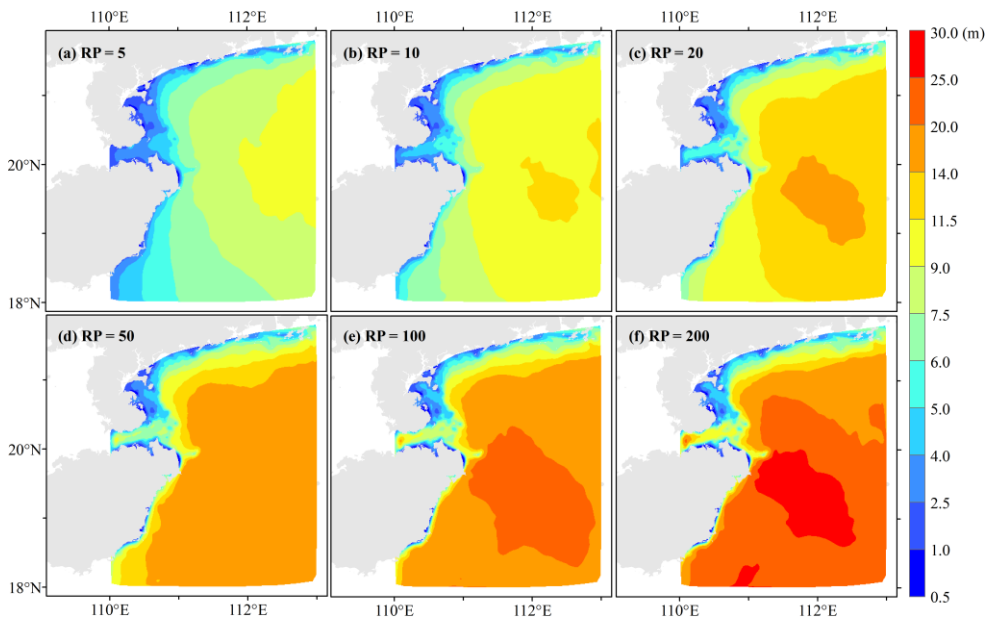 110°E 112°E 110°E 112°E 110°E 112°E
(a) RP = 5 (b) RP = 10 (c) RP = 20
20°N
18°N
(d) RP = 50 (e) RP = 100 (f) RP = 200
20°N
18°N
110°E 112°E 110°E 112°E 110°E 112°E
30.0 (m)
25.0
20.0
14.0
11.5
9.0
7.5
6.0
5.0
4.0
2.5
1.0
0.5